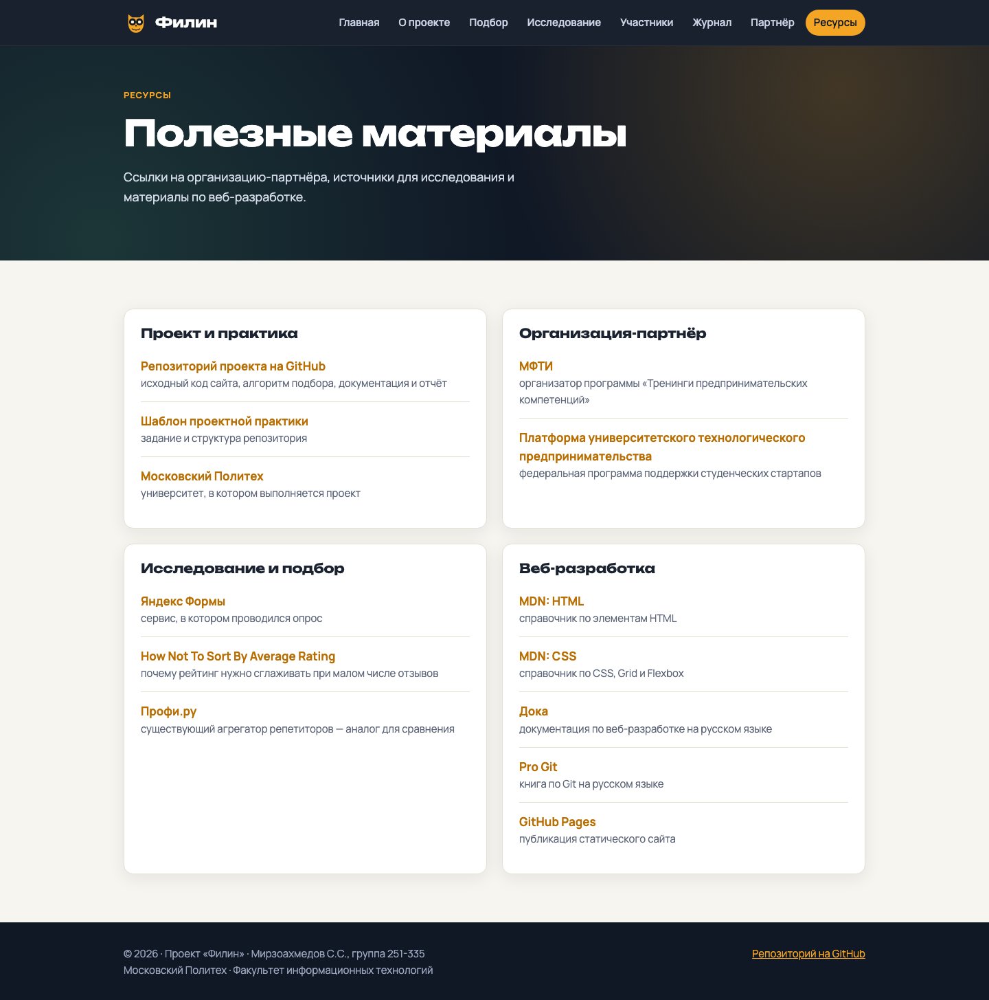 Филин
Главная
О проекте
Подбор
Исследование
Участники
Журнал
Партнёр
Ресурсы
РЕСУРСЫ
Полезные материалы
Ссылки на организацию-партнёра, источники для исследования и
материалы по веб-разработке.
Проект и практика
Репозиторий проекта на GitHub
исходный код сайта, алгоритм подбора, документация и отчёт
Шаблон проектной практики
задание и структура репозитория
Московский Политех
университет, в котором выполняется проект
Организация-партнёр
МФТИ
организатор программы «Тренинги предпринимательских
компетенций»
Платформа университетского технологического
предпринимательства
федеральная программа поддержки студенческих стартапов
Исследование и подбор
Яндекс Формы
сервис, в котором проводился опрос
How Not To Sort By Average Rating
почему рейтинг нужно сглаживать при малом числе отзывов
Профи.ру
существующий агрегатор репетиторов — аналог для сравнения
Веб-разработка
MDN: HTML
справочник по элементам HTML
MDN: CSS
справочник по CSS, Grid и Flexbox
Дока
документация по веб-разработке на русском языке
Pro Git
книга по Git на русском языке
GitHub Pages
публикация статического сайта
© 2026 · Проект «Филин» · Мирзоахмедов С.С., группа 251-335
Московский Политех · Факультет информационных технологий
Репозиторий на GitHub